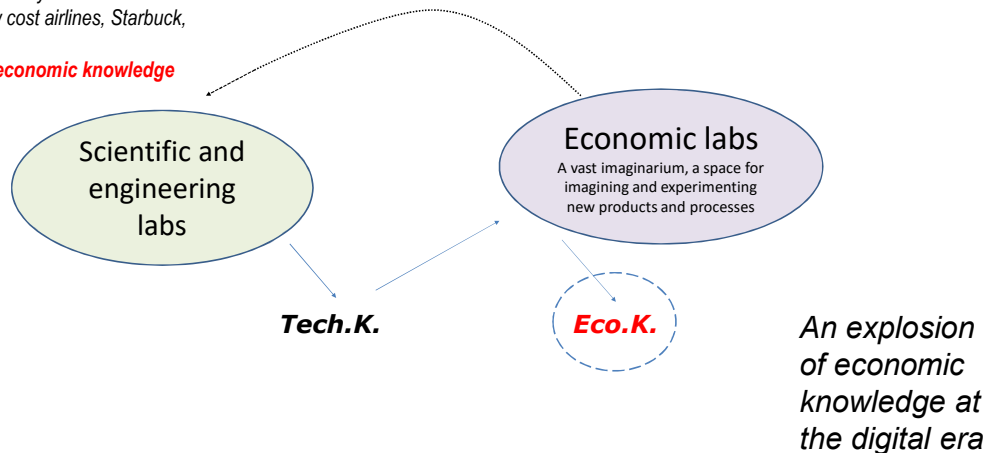 cost airlines, Starbuck,
economic knowledge
Scientific and
engineering
labs
Economic labs
A vast imaginarium, a space for
imagining and experimenting
new products and processes
Tech.K.
Eco.K.
An explosion
of economic
knowledge at
the digital era